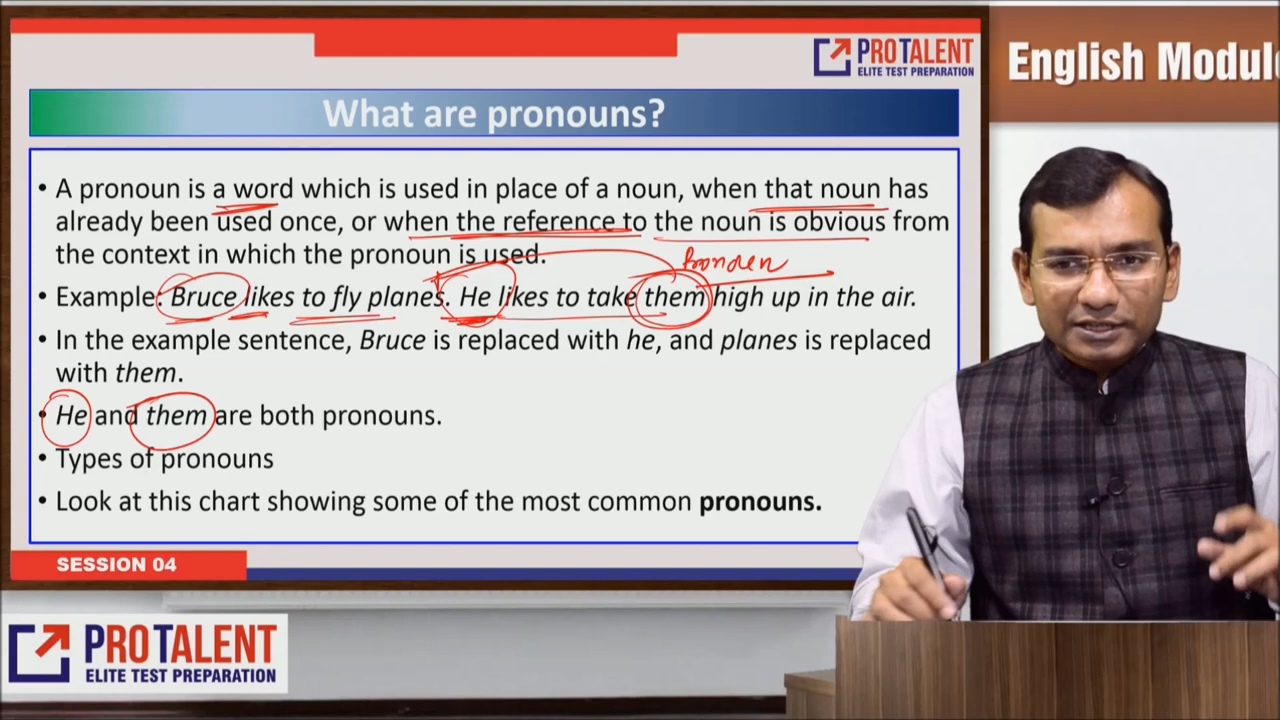 PROTALENT
ELITE TEST PREPARATION
English Module
What are pronouns?
• A pronoun is a word which is used in place of a noun, when that noun has
already been used once, or when the reference to the noun is obvious from
the context in which the pronoun is used.
• Example: Bruce likes to fly planes. He likes to take them high up in the air.
• In the example sentence, Bruce is replaced with he, and planes is replaced
with them.
• He and them are both pronouns.
• Types of pronouns
• Look at this chart showing some of the most common pronouns.
SESSION 04
PROTALENT
ELITE TEST PREPARATION